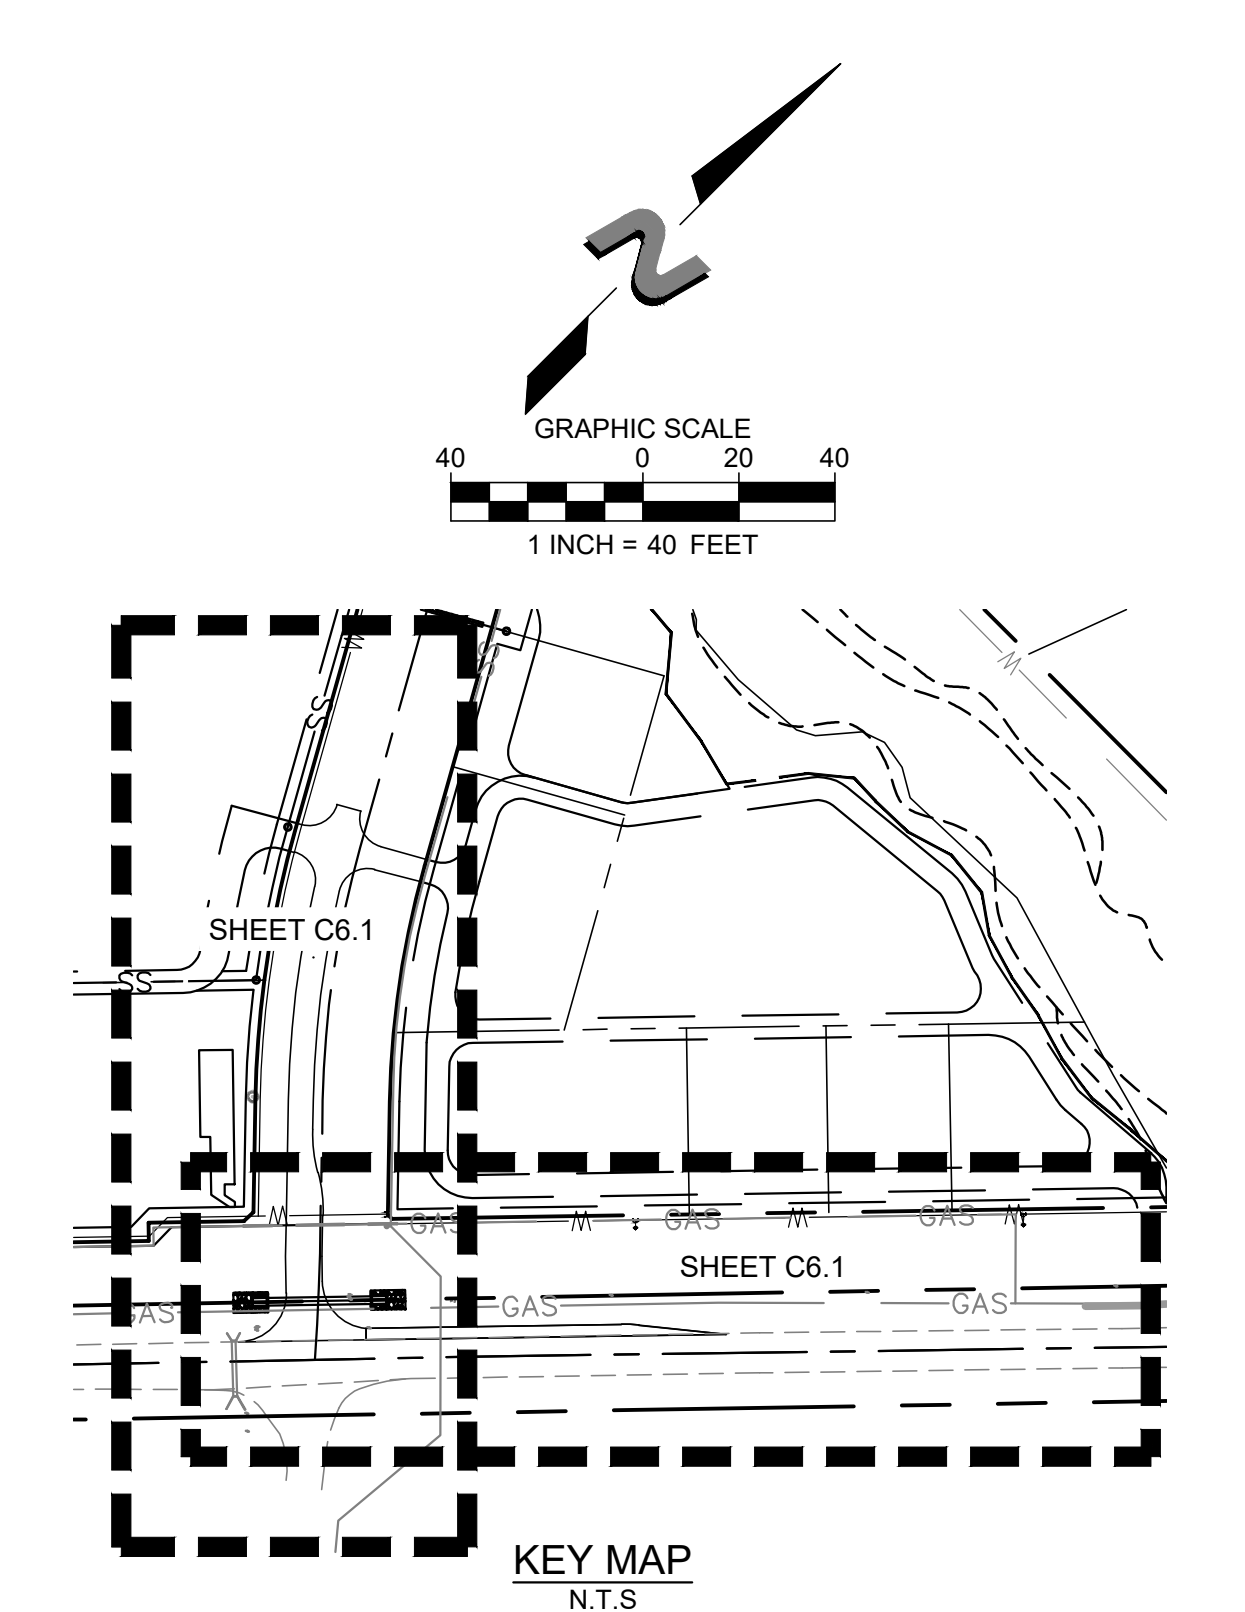 N
GRAPHIC SCALE
40 0 20 40
1 INCH = 40 FEET
W
SS
W
SS
SHEET C6.1
SS
W
GAS
W
GAS
W
GAS
W
SHEET C6.1
GAS
GAS
GAS
KEY MAP
N.T.S